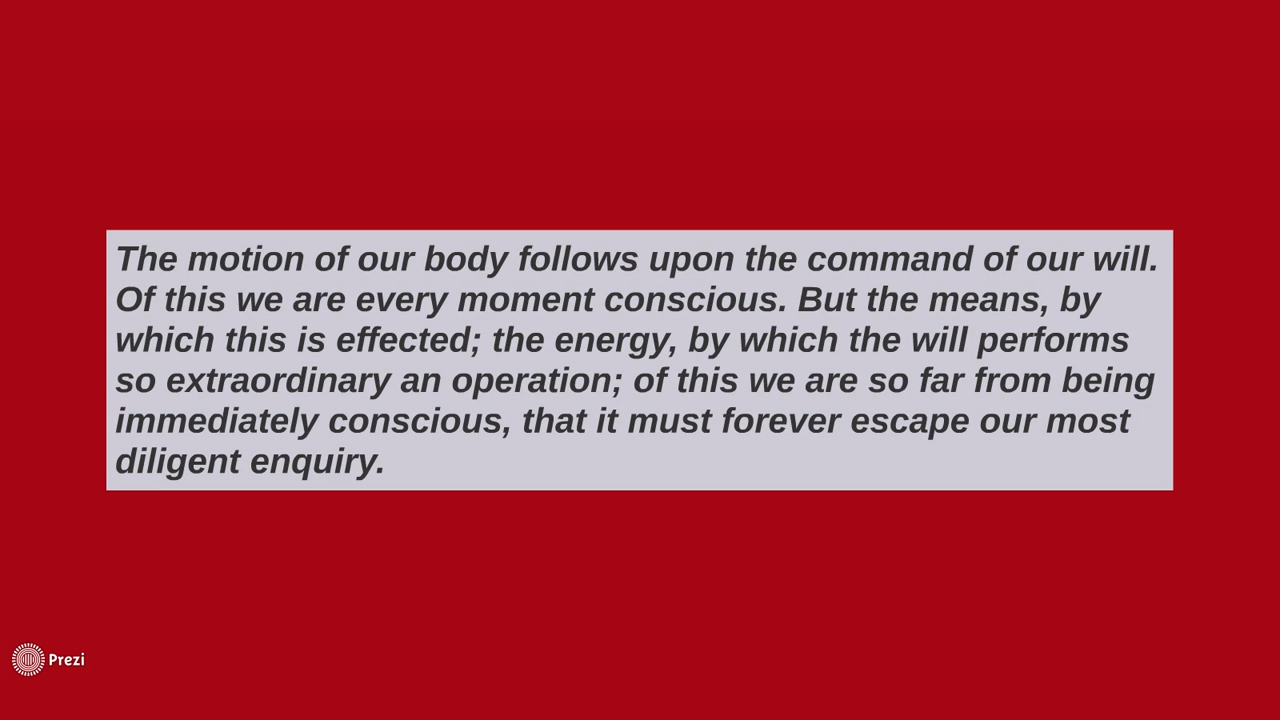 The motion of our body follows upon the command of our will.
Of this we are every moment conscious. But the means, by
which this is effected; the energy, by which the will performs
so extraordinary an operation; of this we are so far from being
immediately conscious, that it must forever escape our most
diligent enquiry.
Prezi